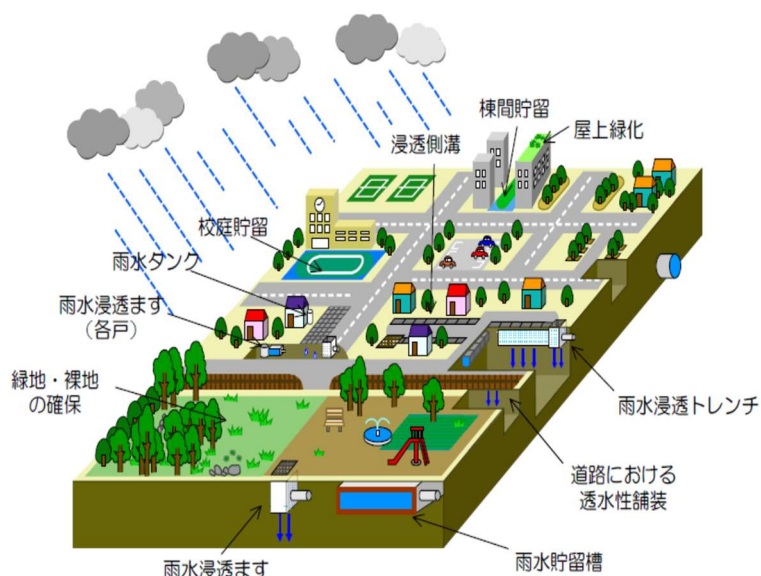 棟間貯留
屋上緑化
浸透側溝
校庭貯留
雨水タンク
雨水浸透ます
（各戸）
緑地・裸地
の確保
雨水浸透トレンチ
道路における
透水性舗装
雨水浸透ます
雨水貯留槽